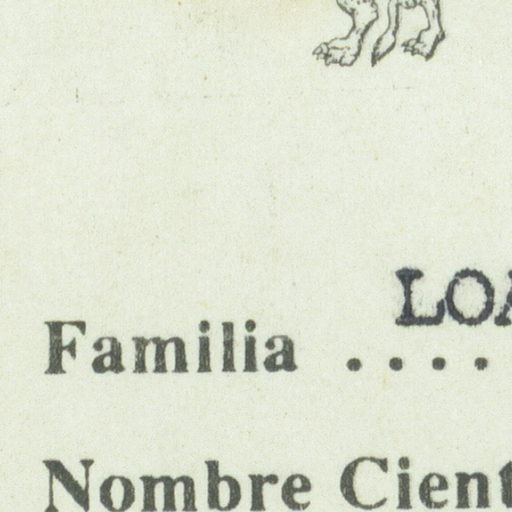 LOA
Familia ....
Nombre Cient